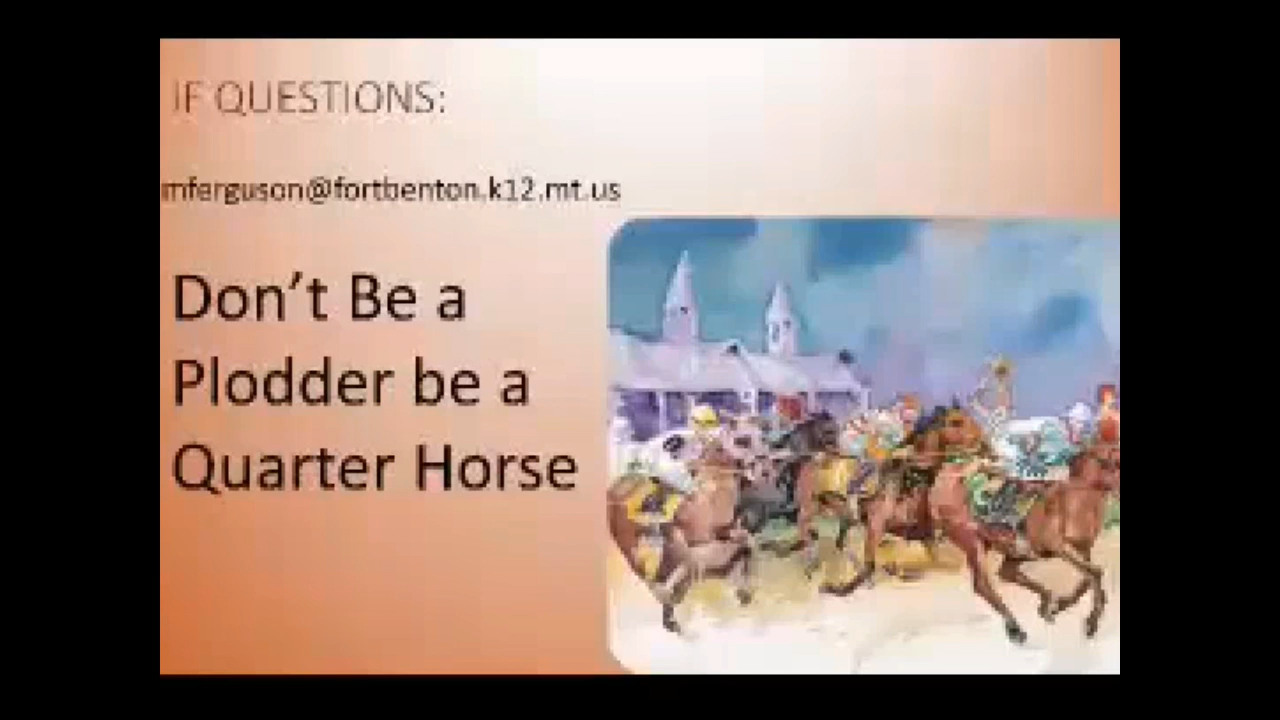 IF QUESTIONS:
mferguson@fortbenton.k12.mt.us
Don't Be a
Plodder be a
Quarter Horse